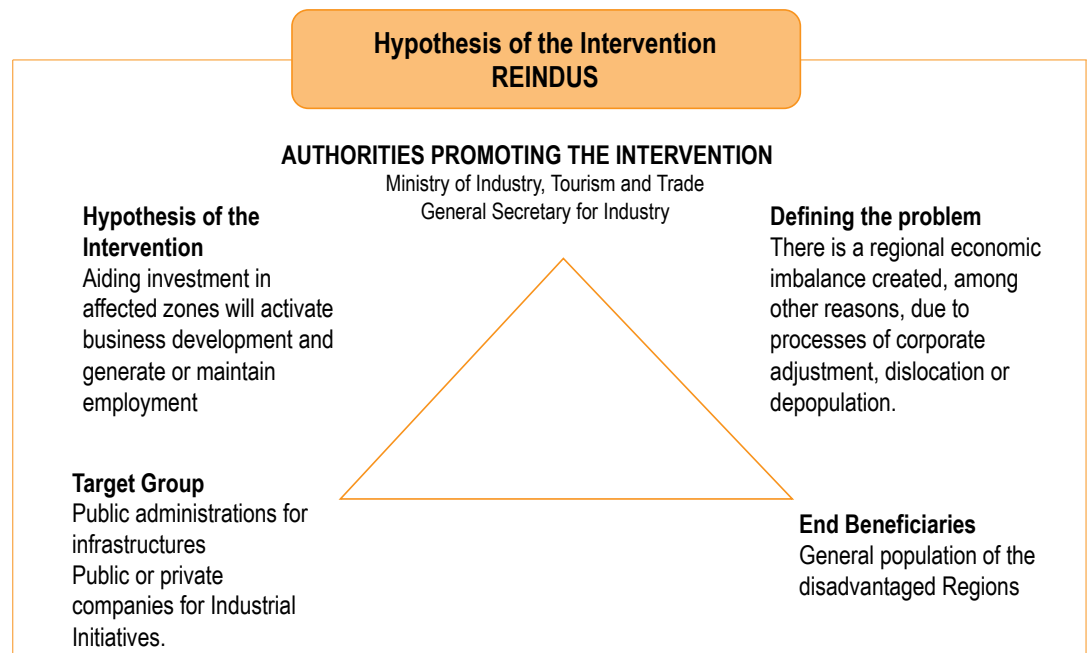 Hypothesis of the Intervention
REINDUS
AUTHORITIES PROMOTING THE INTERVENTION
Ministry of Industry, Tourism and Trade
General Secretary for Industry
Hypothesis of the
Intervention
Aiding investment in
affected zones will activate
business development and
generate or maintain
employment
Defining the problem
There is a regional economic
imbalance created, among
other reasons, due to
processes of corporate
adjustment, dislocation or
depopulation.
Target Group
Public administrations for
infrastructures
Public or private
companies for Industrial
Initiatives.
End Beneficiaries
General population of the
disadvantaged Regions